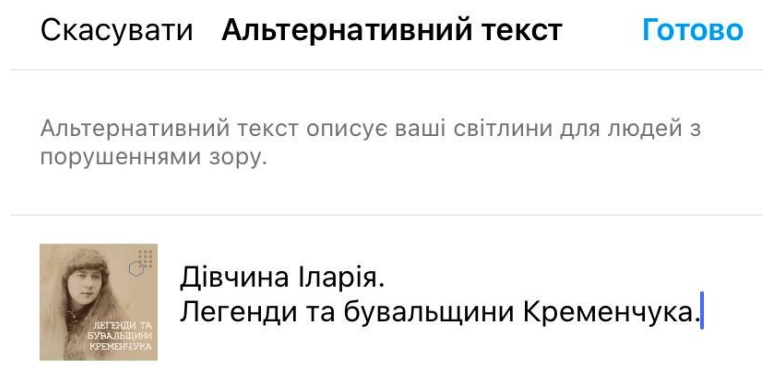 Скасувати Альтернативний текст Готово
Альтернативний текст описує ваші світлини для людей з
порушеннями зору.
Дівчина Іларія.
Легенди та бувальщини Кременчука.
ЛЕГЕНДИ ТА
БУВАЛЬЩИНИ
КРЕМЕНЧУКА